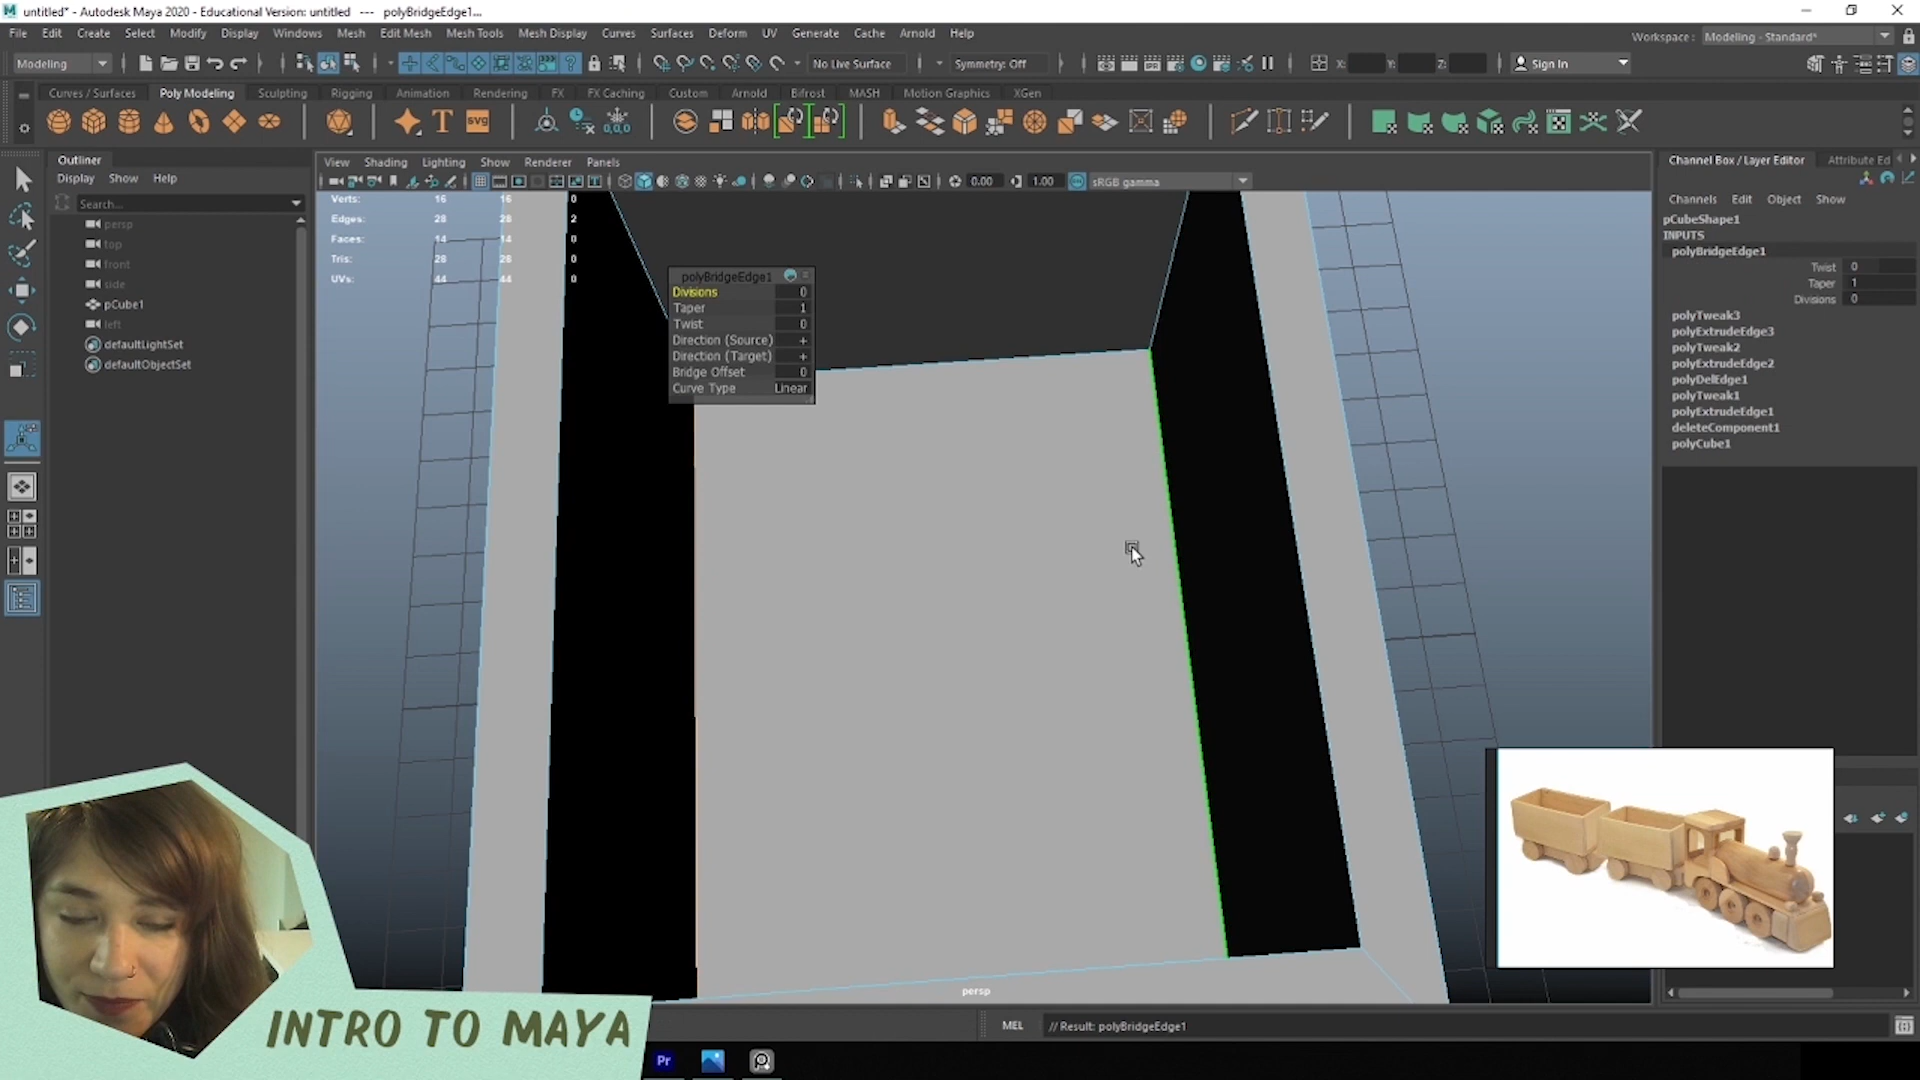 untitled* - Autodesk Maya 2020 - Educational Version: untitled --- polyBridgeEdge1...
File Edit Create Select Modify Display Windows Mesh Edit Mesh Mesh Tools Mesh Display Curves Surfaces Deform UV Generate Cache Arnold Help
Workspace : Modeling - Standard*
Modeling No Live Surface Symmetry: Off X: Y: Z: Sign In
Curves / Surfaces Poly Modeling Sculpting Rigging Animation Rendering FX FX Caching Custom Arnold Bifrost MASH Motion Graphics XGen
T SVG 0,0,0
Outliner
Display Show Help
Search...
persp
top
front
side
pCube1
left
defaultLightSet
defaultObjectSet
View Shading Lighting Show Renderer Panels
0.00 1.00 sRGB gamma
Verts: 16 16 0
Edges: 28 28 2
Faces: 14 14 0
Tris: 28 28 0
UVs: 44 44 0
polyBridgeEdge1
Divisions 0
Taper 1
Twist 0
Direction (Source) +
Direction (Target) +
Bridge Offset 0
Curve Type Linear
persp
Channel Box / Layer Editor Attribute Ed
Channels Edit Object Show
pCubeShape1
INPUTS
polyBridgeEdge1
Twist 0
Taper 1
Divisions 0
polyTweak3
polyExtrudeEdge3
polyTweak2
polyExtrudeEdge2
polyDelEdge1
polyTweak1
polyExtrudeEdge1
deleteComponent1
polyCube1
MEL // Result: polyBridgeEdge1
INTRO TO MAYA
Pr